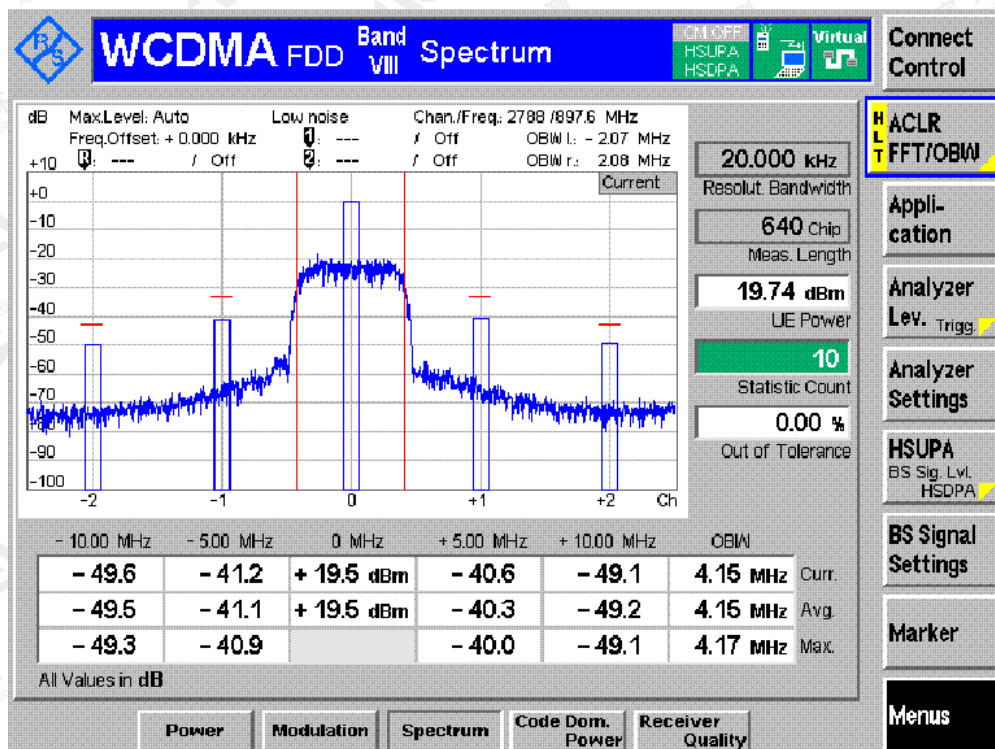 R S
WCDMA FDD Band VIII Spectrum
CM OFF
HSUPA
HSDPA
Virtual
Connect
Control
dB Max.Level: Auto Low noise Chan./Freq.: 2788 /897.6 MHz
Freq.Offset: + 0.000 kHz 1: --- / Off OBW l.: - 2.07 MHz
R: --- / Off 2: --- / Off OBW r.: 2.08 MHz
+10
Current
+0
-10
-20
-30
-40
-50
-60
-70
-90
-100
-2 -1 0 +1 +2 Ch
20.000 kHz
Resolut. Bandwidth
640 Chip
Meas. Length
19.74 dBm
UE Power
10
Statistic Count
0.00 %
Out of Tolerance
- 10.00 MHz - 5.00 MHz 0 MHz + 5.00 MHz + 10.00 MHz OBW
- 49.6 - 41.2 + 19.5 dBm - 40.6 - 49.1 4.15 MHz Curr.
- 49.5 - 41.1 + 19.5 dBm - 40.3 - 49.2 4.15 MHz Avg.
- 49.3 - 40.9 - 40.0 - 49.1 4.17 MHz Max.
All Values in dB
HLT
ACLR
FFT/OBW
Appli-
cation
Analyzer
Lev. Trigg.
Analyzer
Settings
HSUPA
BS Sig. Lvl.
HSDPA
BS Signal
Settings
Marker
Menus
Power
Modulation
Spectrum
Code Dom.
Power
Receiver
Quality